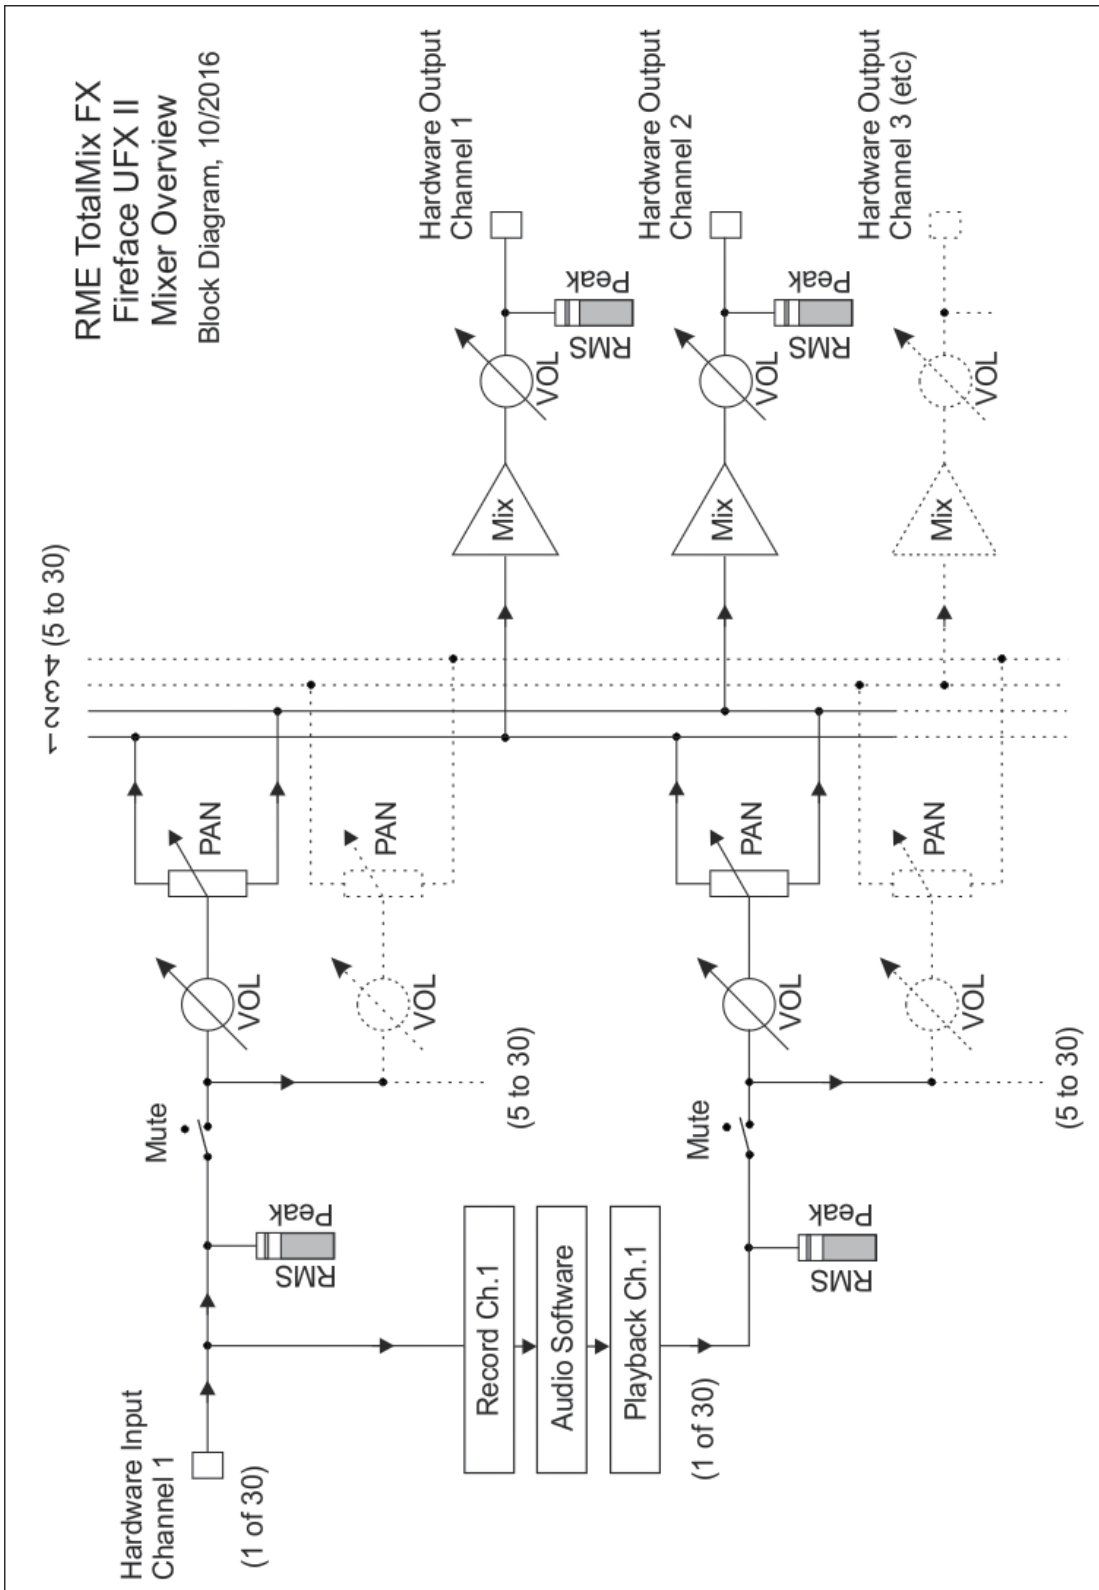 RME TotalMix FX
Fireface UFX II
Mixer Overview
Block Diagram, 10/2016
Hardware Input
Channel 1
(1 of 30)
RMS
Peak
Mute
VOL
PAN
VOL
PAN
(5 to 30)
1 2 3 4 (5 to 30)
Mix
VOL
RMS
Peak
Hardware Output
Channel 1
Record Ch.1
Audio Software
Playback Ch.1
(1 of 30)
RMS
Peak
Mute
VOL
PAN
VOL
PAN
(5 to 30)
Mix
VOL
RMS
Peak
Hardware Output
Channel 2
Mix
VOL
Hardware Output
Channel 3 (etc)